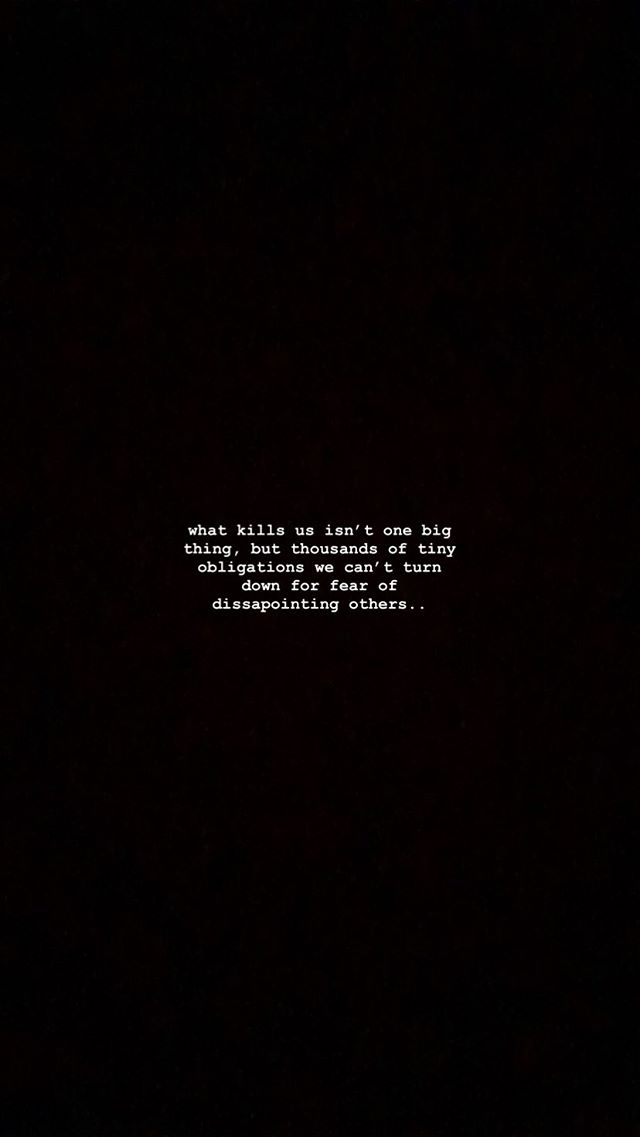 what kills us isn’t one big
thing, but thousands of tiny
obligations we can’t turn
down for fear of
dissapointing others..